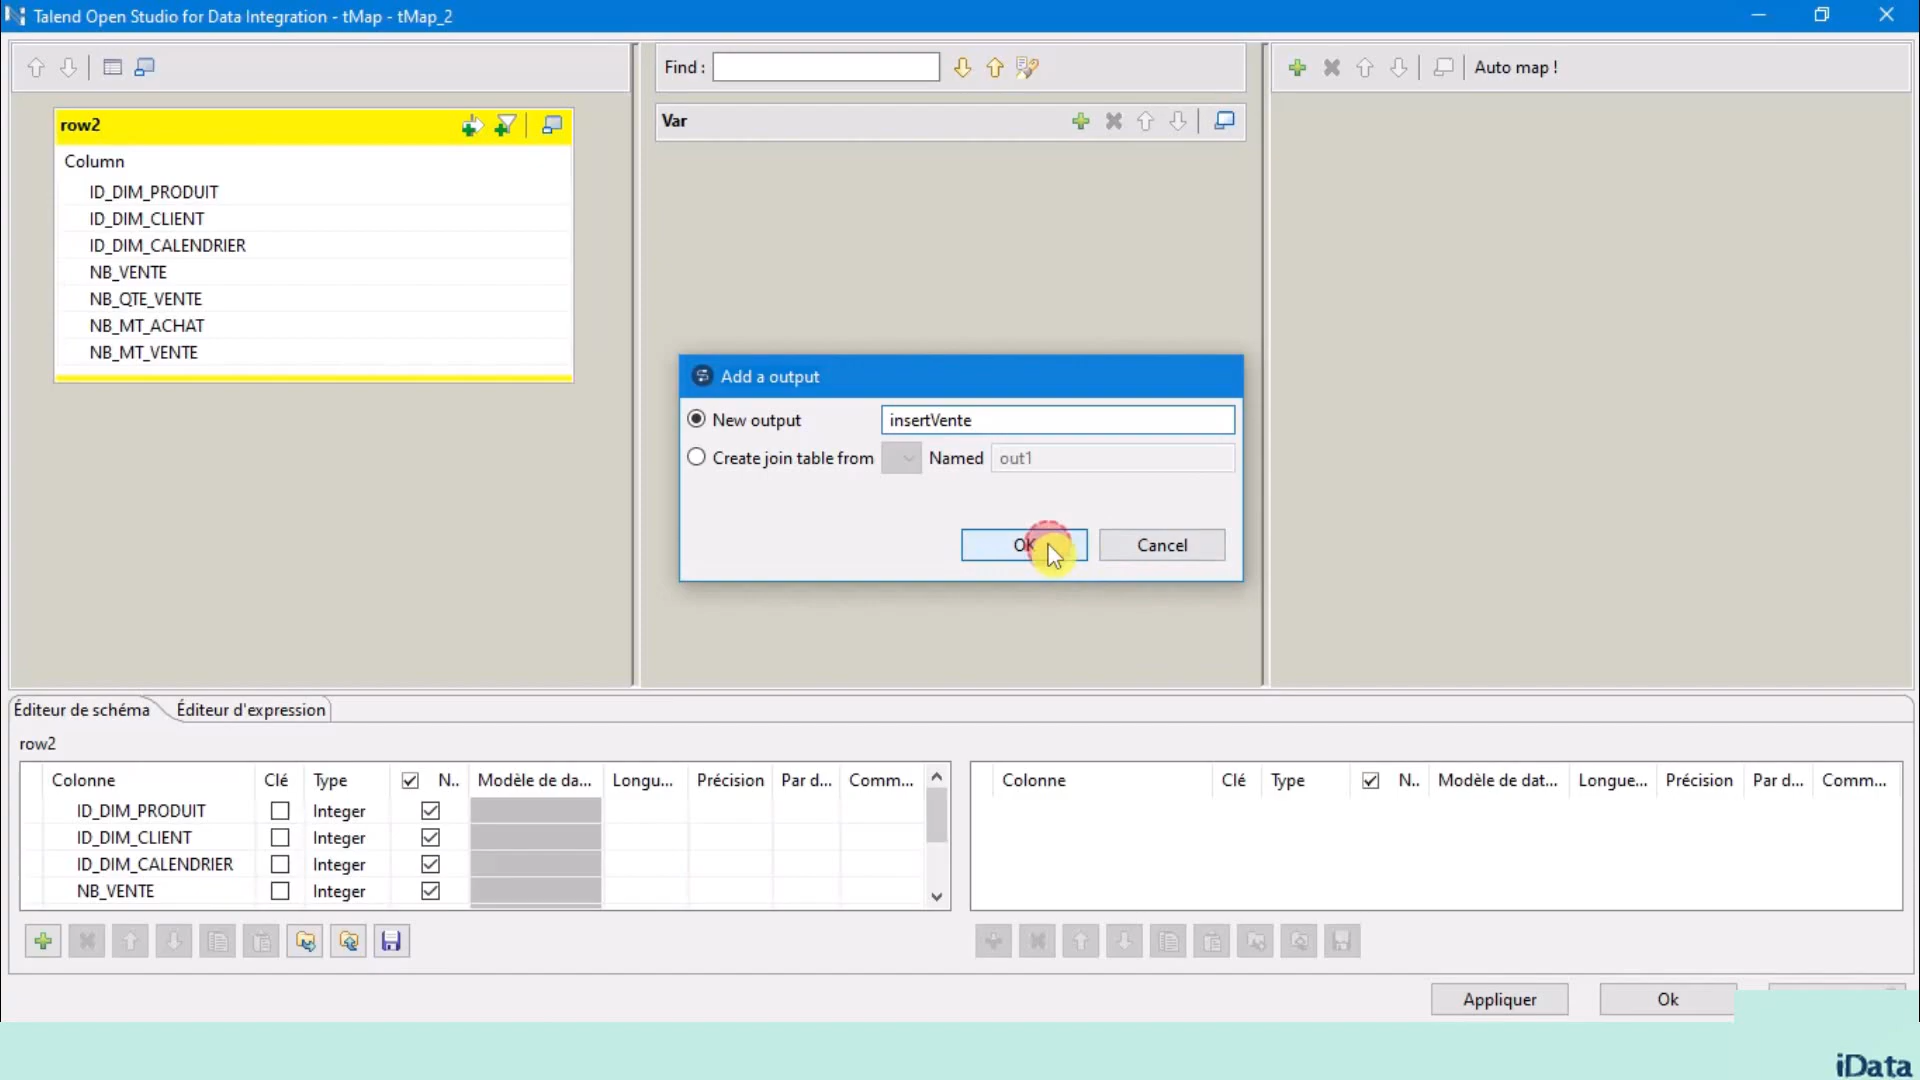 Talend Open Studio for Data Integration - tMap - tMap_2
Find :
Auto map !
row2
Var
Column
ID_DIM_PRODUIT
ID_DIM_CLIENT
ID_DIM_CALENDRIER
NB_VENTE
NB_QTE_VENTE
NB_MT_ACHAT
NB_MT_VENTE
Add a output
New output insertVente
Create join table from Named out1
OK Cancel
Éditeur de schéma Éditeur d'expression
row2
Colonne Clé Type N.. Modèle de da... Longu... Précision Par d... Comm...
ID_DIM_PRODUIT Integer
ID_DIM_CLIENT Integer
ID_DIM_CALENDRIER Integer
NB_VENTE Integer
Colonne Clé Type N.. Modèle de dat... Longue... Précision Par d... Comm...
Appliquer Ok
iData